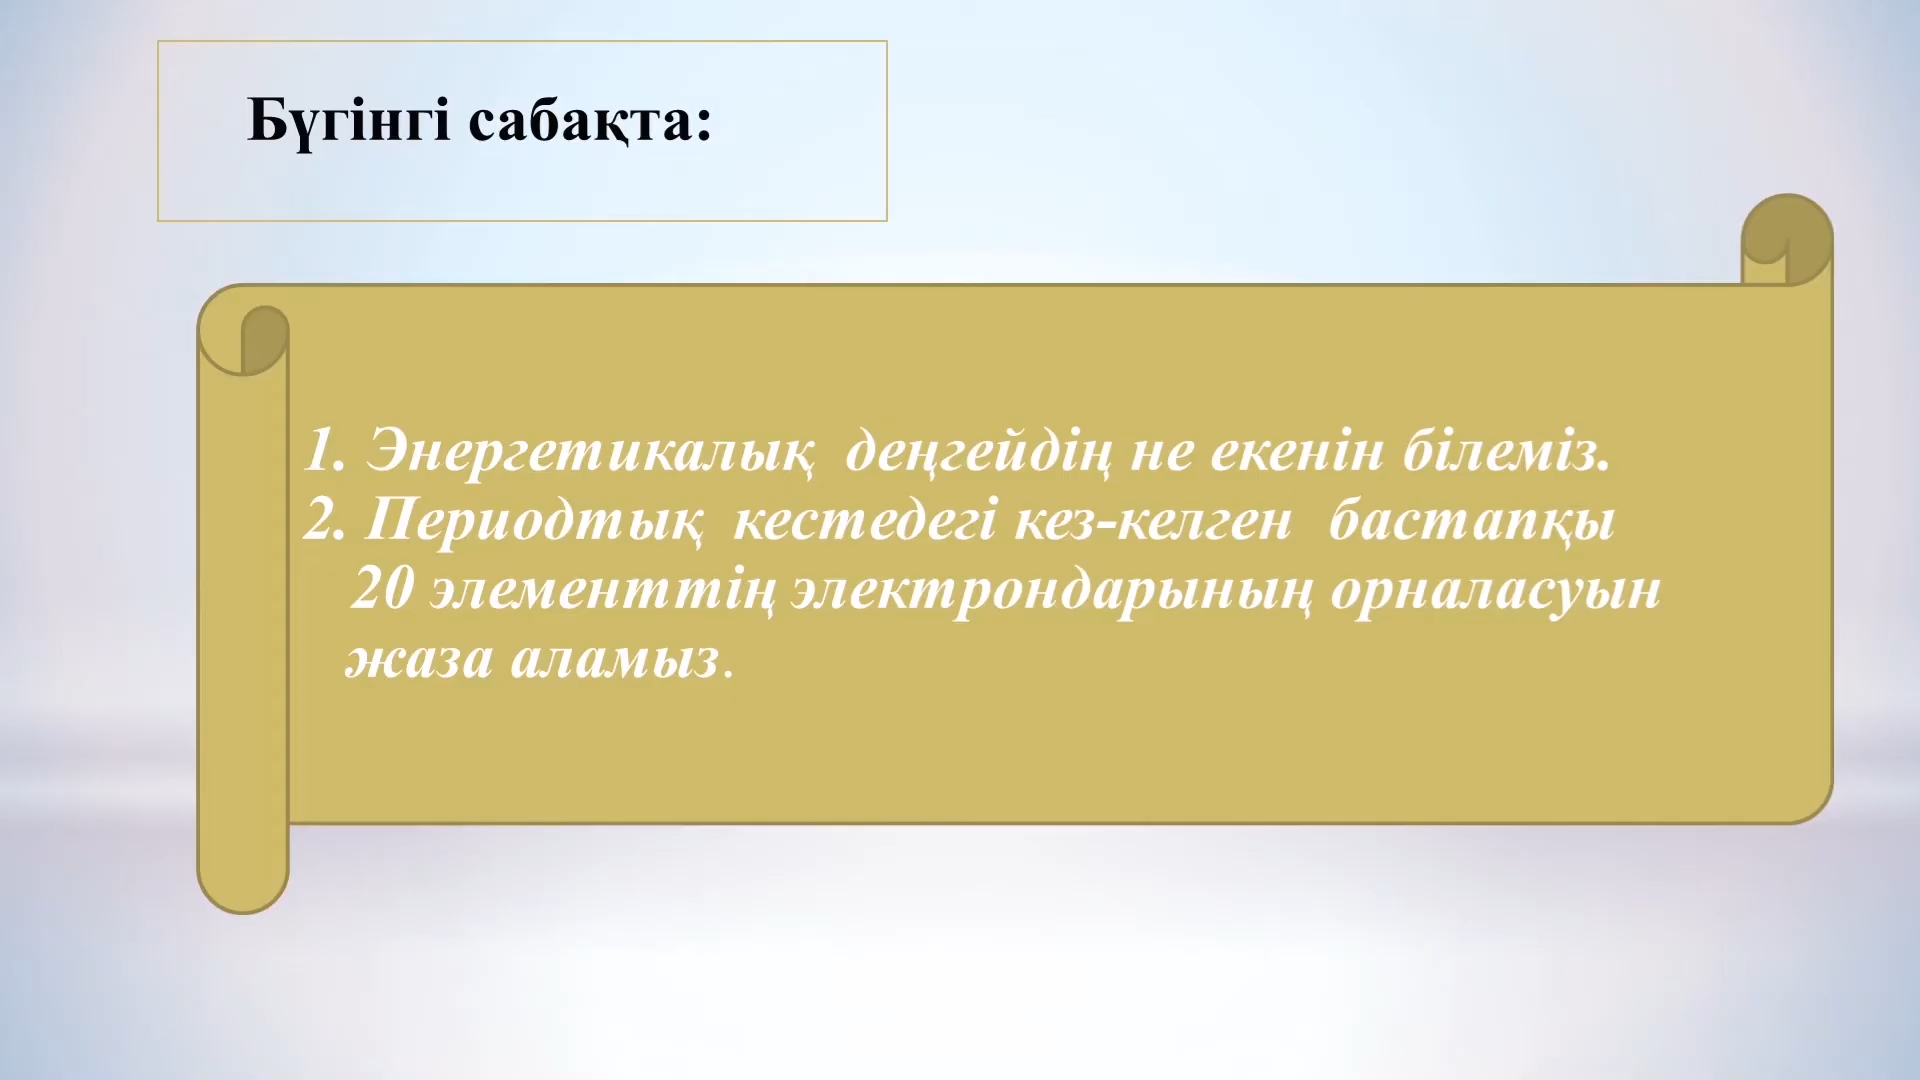 Бүгінгі сабақта:
1. Энергетикалық деңгейдің не екенін білеміз.
2. Периодтық кестедегі кез-келген бастапқы
20 элементтің электрондарының орналасуын
жаза аламыз.